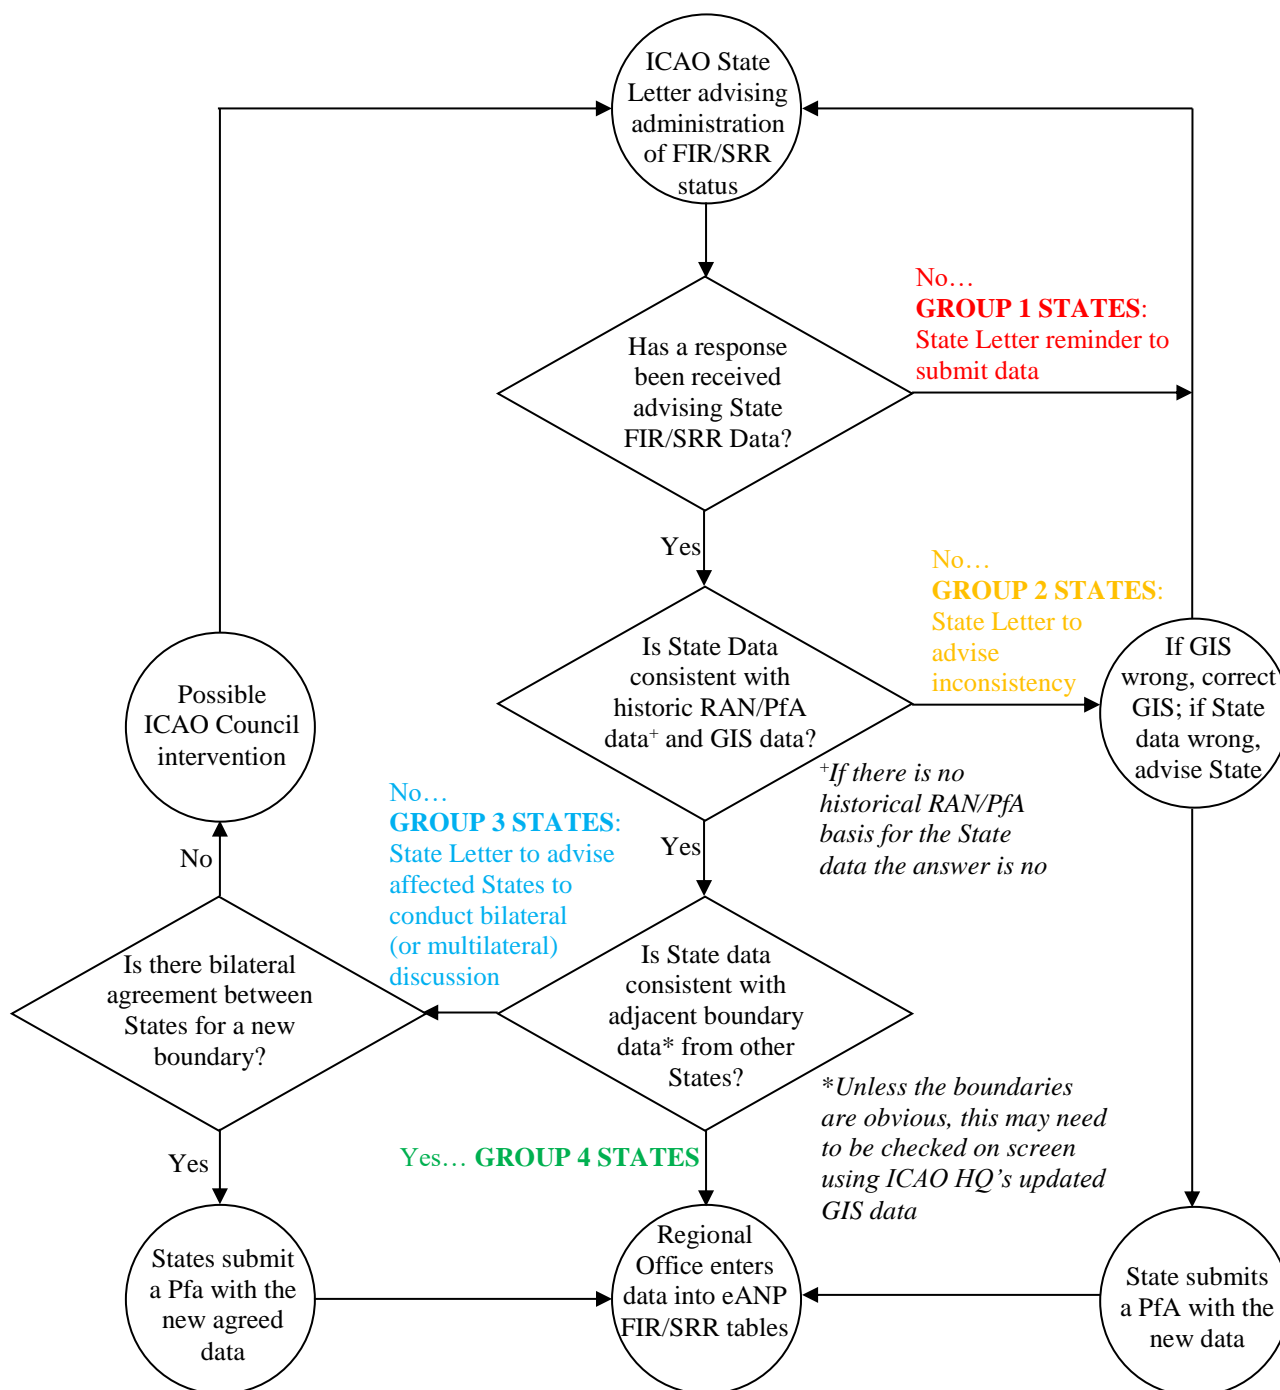 ICAO State
Letter advising
administration
of FIR/SRR
status
No…
GROUP 1 STATES:
State Letter reminder to
submit data
Has a response
been received
advising State
FIR/SRR Data?
Yes
No…
GROUP 2 STATES:
State Letter to
advise
inconsistency
Is State Data
consistent with
historic RAN/PfA
data+ and GIS data?
If GIS
wrong, correct
GIS; if State
data wrong,
advise State
Possible
ICAO Council
intervention
+If there is no
historical RAN/PfA
basis for the State
data the answer is no
No…
GROUP 3 STATES:
State Letter to advise
affected States to
conduct bilateral
(or multilateral)
discussion
Yes
No
Is there bilateral
agreement between
States for a new
boundary?
Is State data
consistent with
adjacent boundary
data* from other
States?
*Unless the boundaries
are obvious, this may need
to be checked on screen
using ICAO HQ’s updated
GIS data
Yes
Yes… GROUP 4 STATES
States submit
a Pfa with the
new agreed
data
Regional
Office enters
data into eANP
FIR/SRR tables
State submits
a PfA with the
new data